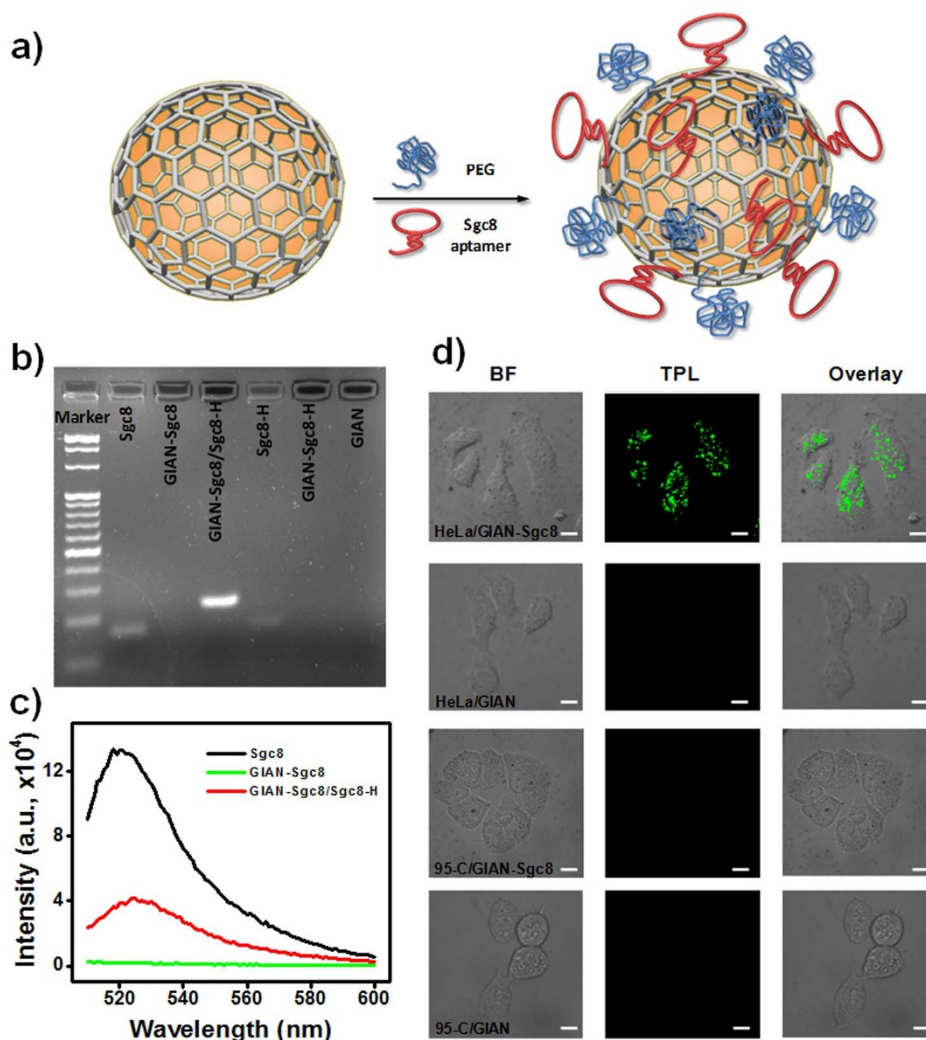 a)
PEG
Sgc8
aptamer
b)
Marker
Sgc8
GIAN-Sgc8
GIAN-Sgc8/Sgc8-H
Sgc8-H
GIAN-Sgc8-H
GIAN
c)
Intensity (a.u., x10⁴)
12
8
4
0
Sgc8
GIAN-Sgc8
GIAN-Sgc8/Sgc8-H
520
540
560
580
600
Wavelength (nm)
d)
BF
TPL
Overlay
HeLa/GIAN-Sgc8
HeLa/GIAN
95-C/GIAN-Sgc8
95-C/GIAN